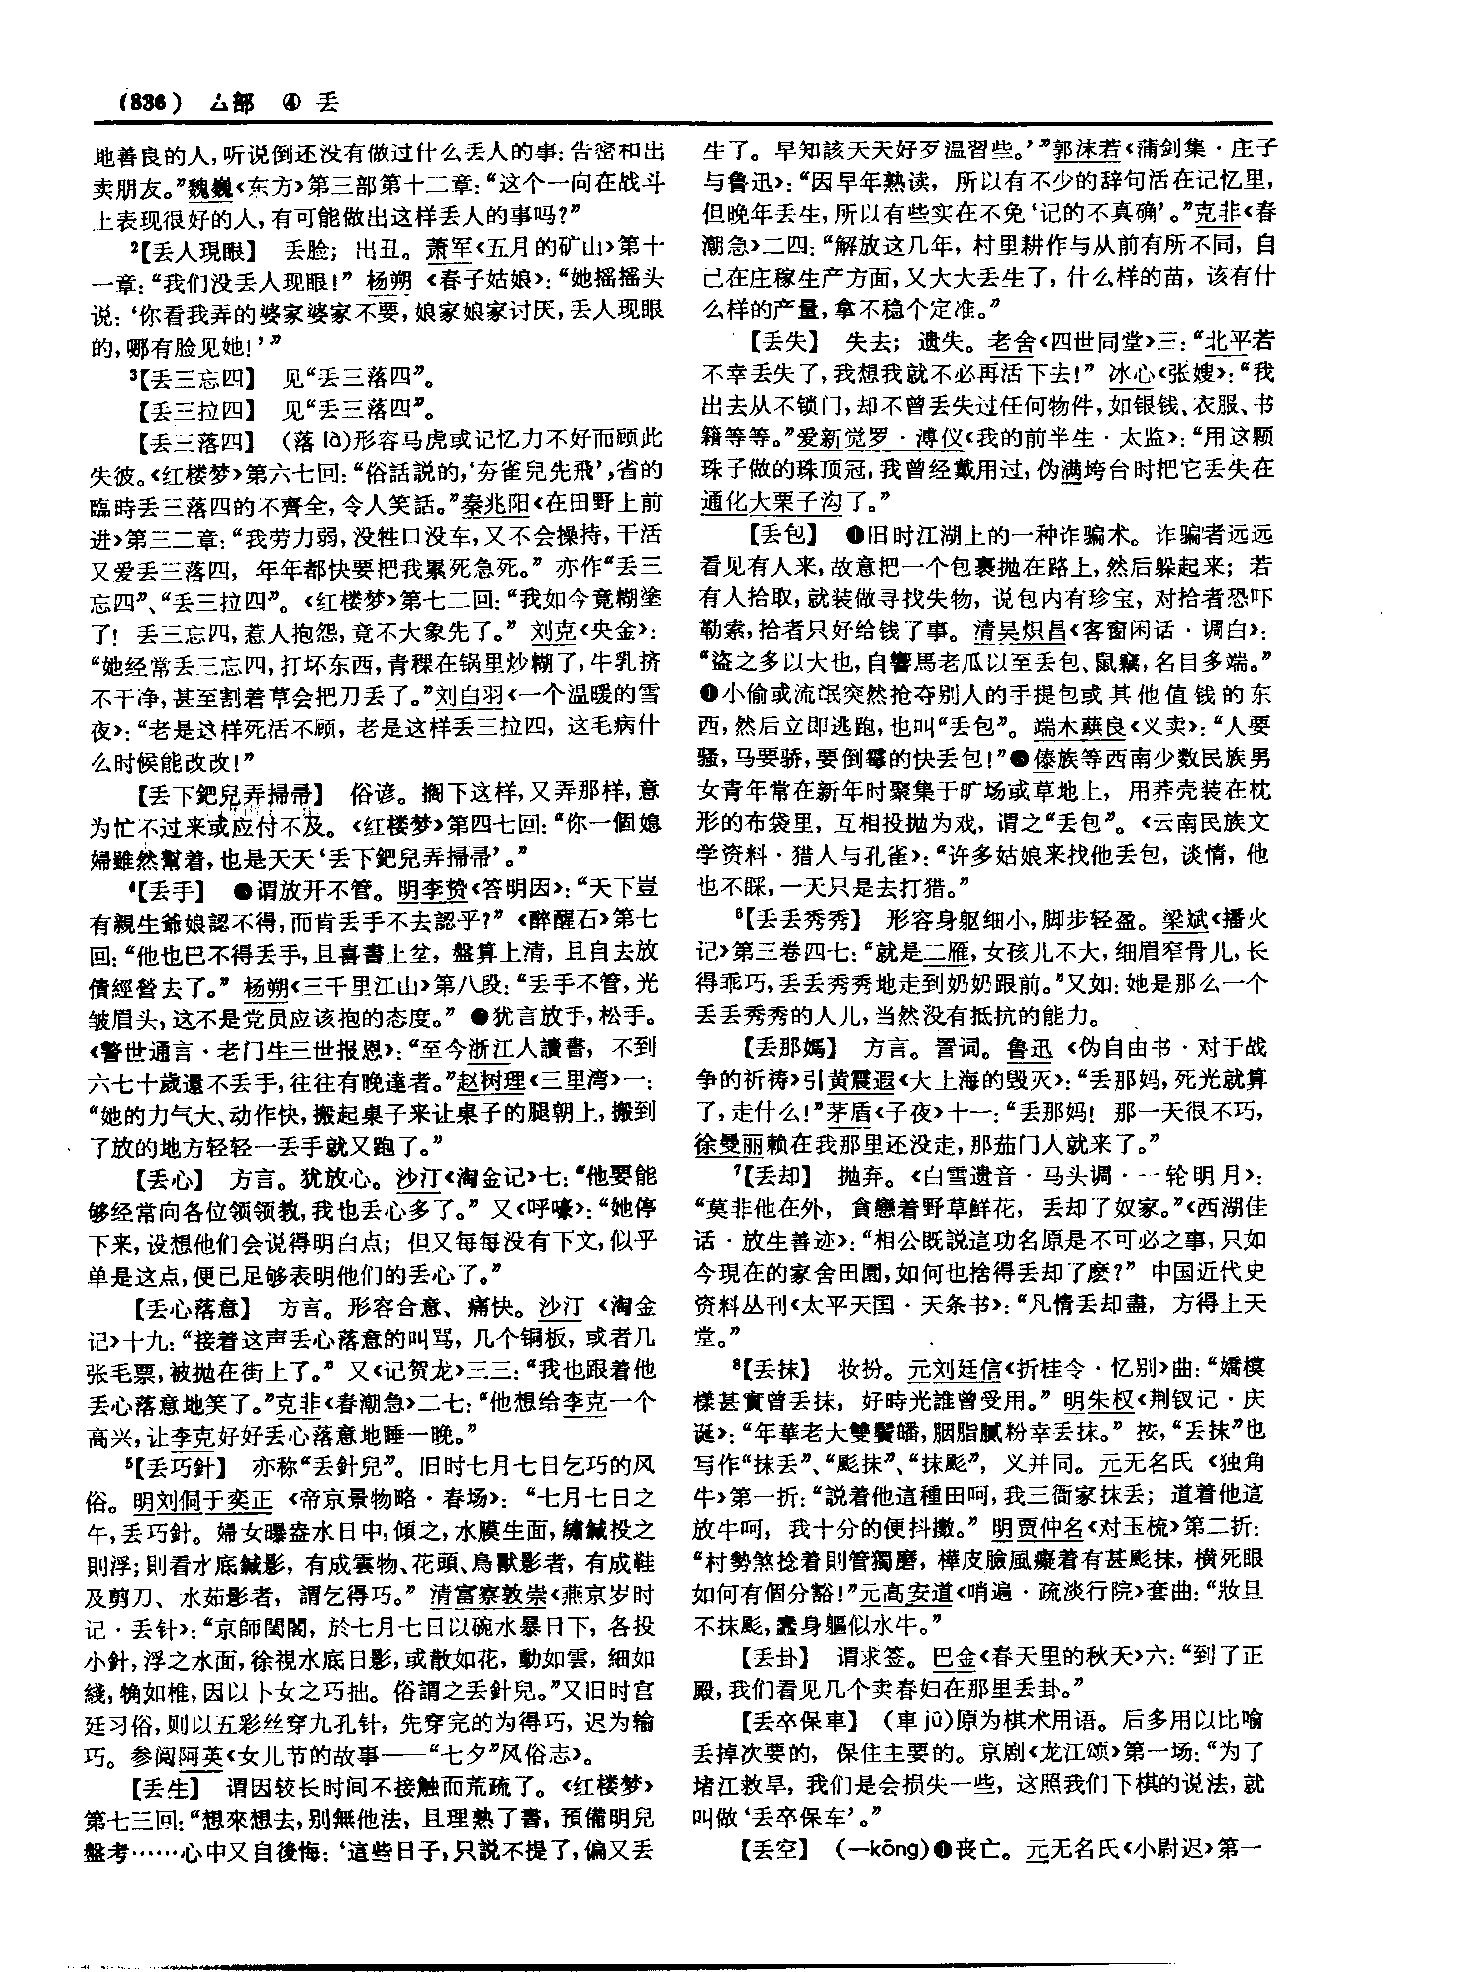 (836) 厶部 ④ 丢
地善良的人,听说倒还没有做过什么丢人的事:告密和出
卖朋友。”魏巍《东方》第三部第十二章:“这个一向在战斗
上表现很好的人,有可能做出这样丢人的事吗?”
²【丢人現眼】 丢脸;出丑。萧军《五月的矿山》第十
一章:“我们没丢人现眼!”杨朔《春子姑娘》:“她摇摇头
说:‘你看我弄的婆家婆家不要,娘家娘家讨厌,丢人现眼
的,哪有脸见她!’”
³【丢三忘四】 见“丢三落四”。
【丢三拉四】 见“丢三落四”。
【丢三落四】 (落 là)形容马虎或记忆力不好而顾此
失彼。《红楼梦》第六七回:“俗話説的,‘夯雀兒先飛’,省的
臨時丢三落四的不齊全,令人笑話。”秦兆阳《在田野上前
进》第三二章:“我劳力弱,没牲口没车,又不会操持,干活
又爱丢三落四,年年都快要把我累死急死。”亦作“丢三
忘四”、“丢三拉四”。《红楼梦》第七二回:“我如今竟糊塗
了!丢三忘四,惹人抱怨,竟不大象先了。”刘克《央金》:
“她经常丢三忘四,打坏东西,青稞在锅里炒糊了,牛乳挤
不干净,甚至割着草会把刀丢了。”刘白羽《一个温暖的雪
夜》:“老是这样死活不顾,老是这样丢三拉四,这毛病什
么时候能改改!”
【丢下鈀兒弄掃帚】 俗谚。搁下这样,又弄那样,意
为忙不过来或应付不及。《红楼梦》第四七回:“你一個媳
婦雖然幫着,也是天天‘丢下鈀兒弄掃帚’。”
⁴【丢手】 ❶谓放开不管。明李贽《答明因》:“天下豈
有親生爺娘認不得,而肯丢手不去認乎?”《醉醒石》第七
回:“他也巴不得丢手,且喜書上坌,盤算上清,且自去放
債經營去了。”杨朔《三千里江山》第八段:“丢手不管,光
皱眉头,这不是党员应该抱的态度。”❷犹言放手,松手。
《警世通言·老门生三世报恩》:“至今浙江人讀書,不到
六七十歲還不丢手,往往有晚達者。”赵树理《三里湾》一:
“她的力气大、动作快,搬起桌子来让桌子的腿朝上,搬到
了放的地方轻轻一丢手就又跑了。”
【丢心】 方言。犹放心。沙汀《淘金记》七:“他要能
够经常向各位领领教,我也丢心多了。”又《呼嚎》:“她停
下来,设想他们会说得明白点;但又每每没有下文,似乎
单是这点,便已足够表明他们的丢心了。”
【丢心落意】 方言。形容合意、痛快。沙汀《淘金
记》十九:“接着这声丢心落意的叫骂,几个铜板,或者几
张毛票,被抛在街上了。”又《记贺龙》三三:“我也跟着他
丢心落意地笑了。”克非《春潮急》二七:“他想给李克一个
高兴,让李克好好丢心落意地睡一晚。”
⁵【丢巧針】 亦称“丢針兒”。旧时七月七日乞巧的风
俗。明刘侗于奕正《帝京景物略·春场》:“七月七日之
午,丢巧針。婦女曝盎水日中,傾之,水膜生面,繡鍼投之
則浮;則看水底鍼影,有成雲物、花頭、鳥獸影者,有成鞋
及剪刀、水茄影者,謂乞得巧。”清富察敦崇《燕京岁时
记·丢针》:“京師閨閣,於七月七日以碗水暴日下,各投
小針,浮之水面,徐視水底日影,或散如花,動如雲,細如
綫,觕如椎,因以卜女之巧拙。俗謂之丢針兒。”又旧时宫
廷习俗,则以五彩丝穿九孔针,先穿完的为得巧,迟为输
巧。参阅阿英《女儿节的故事——“七夕”风俗志》。
【丢生】 谓因较长时间不接触而荒疏了。《红楼梦》
第七三回:“想來想去,别無他法,且理熟了書,預備明兒
盤考……心中又自後悔:‘這些日子,只説不提了,偏又丢
生了。早知該天天好歹温習些。’”郭沫若《蒲剑集·庄子
与鲁迅》:“因早年熟读,所以有不少的辞句活在记忆里,
但晚年丢生,所以有些实在不免‘记的不真确’。”克非《春
潮急》二四:“解放这几年,村里耕作与从前有所不同,自
己在庄稼生产方面,又大大丢生了,什么样的苗,该有什
么样的产量,拿不稳个定准。”
【丢失】 失去;遗失。老舍《四世同堂》三:“北平若
不幸丢失了,我想我就不必再活下去!”冰心《张嫂》:“我
出去从不锁门,却不曾丢失过任何物件,如银钱、衣服、书
籍等等。”爱新觉罗·溥仪《我的前半生·太监》:“用这颗
珠子做的珠顶冠,我曾经戴用过,伪满垮台时把它丢失在
通化大栗子沟了。”
【丢包】 ❶旧时江湖上的一种诈骗术。诈骗者远远
看见有人来,故意把一个包裹抛在路上,然后躲起来;若
有人拾取,就装做寻找失物,说包内有珍宝,对拾者恐吓
勒索,拾者只好给钱了事。清吴炽昌《客窗闲话·调白》:
“盗之多以大也,自響馬老瓜以至丢包、鼠竊,名目多端。”
❷小偷或流氓突然抢夺别人的手提包或其他值钱的东
西,然后立即逃跑,也叫“丢包”。端木蕻良《义卖》:“人要
骚,马要骄,要倒霉的快丢包!”❸傣族等西南少数民族男
女青年常在新年时聚集于旷场或草地上,用荞壳装在枕
形的布袋里,互相投抛为戏,谓之“丢包”。《云南民族文
学资料·猎人与孔雀》:“许多姑娘来找他丢包,谈情,他
也不睬,一天只是去打猎。”
⁶【丢丢秀秀】 形容身躯细小,脚步轻盈。梁斌《播火
记》第三卷四七:“就是二雁,女孩儿不大,细眉窄骨儿,长
得乖巧,丢丢秀秀地走到奶奶跟前。”又如:她是那么一个
丢丢秀秀的人儿,当然没有抵抗的能力。
【丢那媽】 方言。詈词。鲁迅《伪自由书·对于战
争的祈祷》引黄震遐《大上海的毁灭》:“丢那妈,死光就算
了,走什么!”茅盾《子夜》十一:“丢那妈!那一天很不巧,
徐曼丽赖在我那里还没走,那茄门人就来了。”
⁷【丢却】 抛弃。《白雪遗音·马头调·一轮明月》:
“莫非他在外,貪戀着野草鮮花,丢却了奴家。”《西湖佳
话·放生善迹》:“相公既説這功名原是不可必之事,只如
今現在的家舍田園,如何也捨得丢却了麽?”中国近代史
资料丛刊《太平天囯·天条书》:“凡情丢却盡,方得上天
堂。”
⁸【丢抹】 妆扮。元刘廷信《折桂令·忆别》曲:“嬌模
樣甚實曾丢抹,好時光誰曾受用。”明朱权《荆钗记·庆
诞》:“年華老大雙鬢皤,胭脂膩粉幸丢抹。”按,“丢抹”也
写作“抹丢”、“颩抹”、“抹颩”,义并同。元无名氏《独角
牛》第一折:“説着他這種田呵,我三衙家抹丢;道着他這
放牛呵,我十分的便抖擻。”明贾仲名《对玉梳》第二折:
“村勢煞捻着則管獨磨,樺皮臉風癡着有甚颩抹,横死眼
如何有個分豁!”元高安道《哨遍·疏淡行院》套曲:“妝旦
不抹颩,蠢身軀似水牛。”
【丢卦】 谓求签。巴金《春天里的秋天》六:“到了正
殿,我们看见几个卖春妇在那里丢卦。”
【丢卒保車】 (車 jū)原为棋术用语。后多用以比喻
丢掉次要的,保住主要的。京剧《龙江颂》第一场:“为了
堵江救旱,我们是会损失一些,这照我们下棋的说法,就
叫做‘丢卒保车’。”
【丢空】 (—kōng)❶丧亡。元无名氏《小尉迟》第一